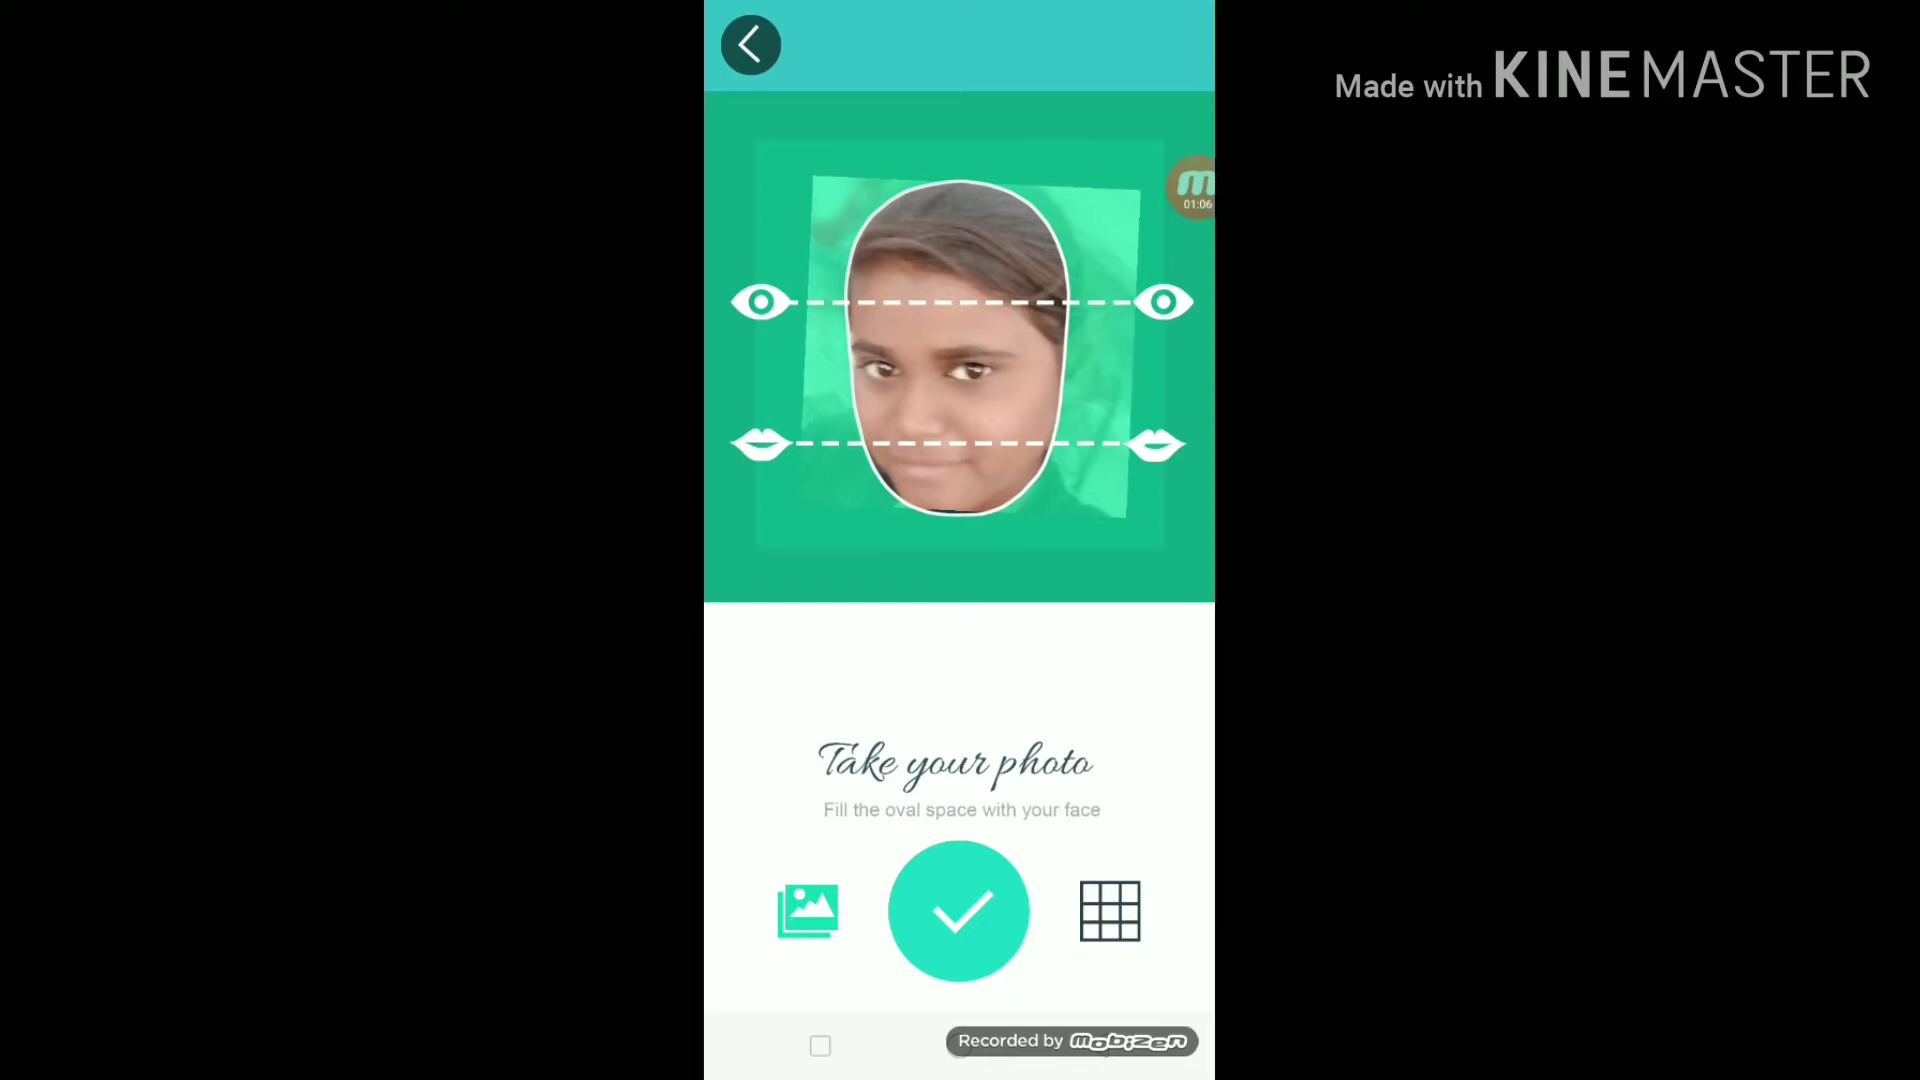 Made with KINEMASTER
m
01:06
Take your photo
Fill the oval space with your face
Recorded by mobizen